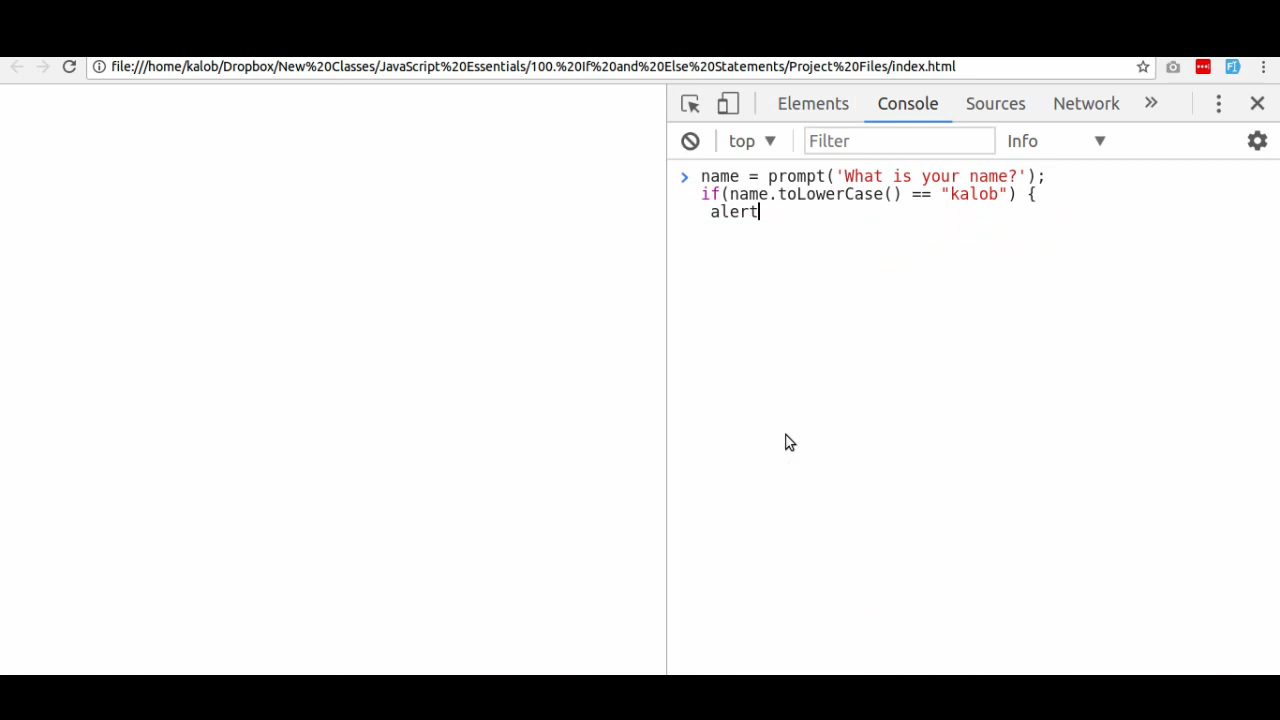 file:///home/kalob/Dropbox/New%20Classes/JavaScript%20Essentials/100.%20If%20and%20Else%20Statements/Project%20Files/index.html
Elements Console Sources Network »
top ▼ Filter Info ▼
> name = prompt('What is your name?');
if(name.toLowerCase() == "kalob") {
alert